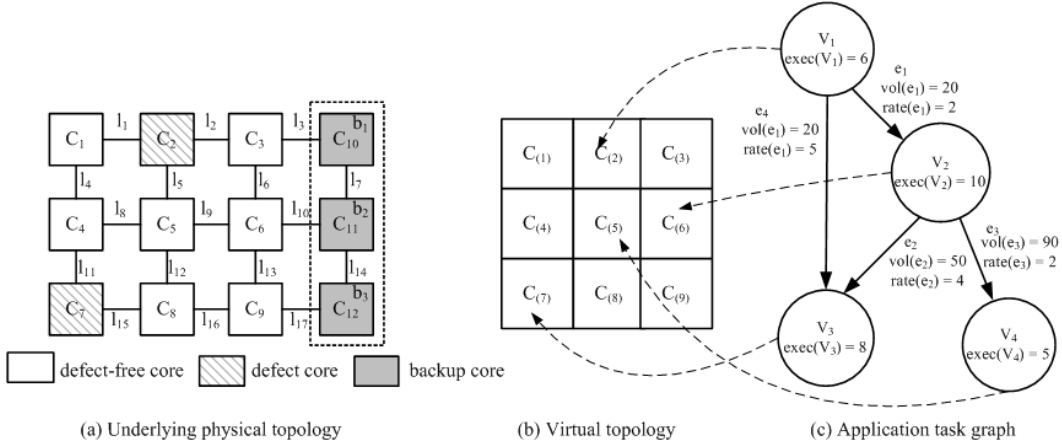 C1 l1 C2 l2 C3 l3 b1 C10
l4 l5 l6 l7
C4 l8 C5 l9 C6 l10 b2 C11
l11 l12 l13 l14
C7 l15 C8 l16 C9 l17 b3 C12
defect-free core
defect core
backup core
(a) Underlying physical topology
C(1) C(2) C(3)
C(4) C(5) C(6)
C(7) C(8) C(9)
(b) Virtual topology
V1
exec(V1) = 6
e1
vol(e1) = 20
rate(e1) = 2
e4
vol(e1) = 20
rate(e1) = 5
V2
exec(V2) = 10
e2
vol(e2) = 50
rate(e2) = 4
e3
vol(e3) = 90
rate(e3) = 2
V3
exec(V3) = 8
V4
exec(V4) = 5
(c) Application task graph